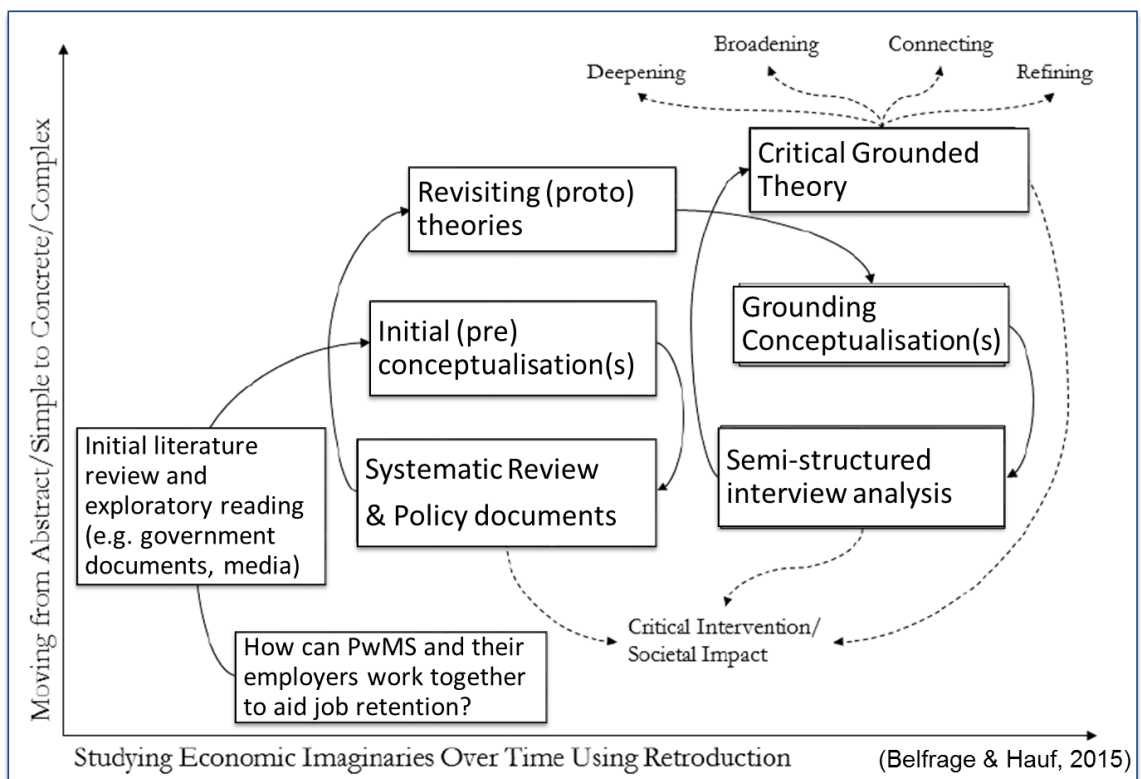 Broadening
Connecting
Deepening
Refining
Critical Grounded
Theory
Revisiting (proto)
theories
Grounding
Conceptualisation(s)
Initial (pre)
conceptualisation(s)
Initial literature
review and
exploratory reading
(e.g. government
documents, media)
Systematic Review
& Policy documents
Semi-structured
interview analysis
Critical Intervention/
Societal Impact
How can PwMS and their
employers work together
to aid job retention?
Moving from Abstract/Simple to Concrete/Complex
Studying Economic Imaginaries Over Time Using Retroduction
(Belfrage & Hauf, 2015)